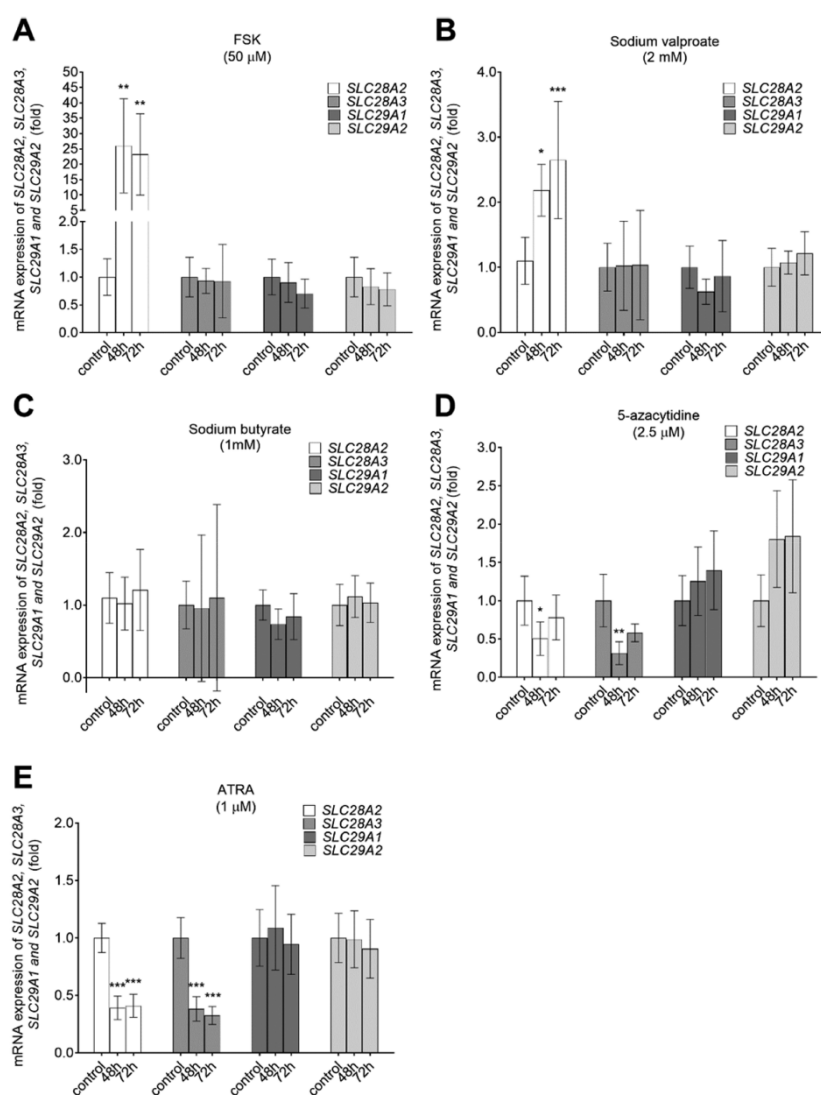 A
FSK
(50 μM)
mRNA expression of SLC28A2, SLC28A3,
SLC29A1 and SLC29A2 (fold)
50
45
40
35
30
25
20
15
10
5
2.0
1.5
1.0
0.5
0.0
**
**
SLC28A2
SLC28A3
SLC29A1
SLC29A2
control
48h
72h
control
48h
72h
control
48h
72h
control
48h
72h
B
Sodium valproate
(2 mM)
mRNA expression of SLC28A2, SLC28A3,
SLC29A1 and SLC29A2 (fold)
4.0
3.0
2.0
1.0
0.0
*
***
SLC28A2
SLC28A3
SLC29A1
SLC29A2
control
48h
72h
control
48h
72h
control
48h
72h
control
48h
72h
C
Sodium butyrate
(1mM)
mRNA expression of SLC28A2, SLC28A3,
SLC29A1 and SLC29A2 (fold)
3.0
2.0
1.0
0.0
SLC28A2
SLC28A3
SLC29A1
SLC29A2
control
48h
72h
control
48h
72h
control
48h
72h
control
48h
72h
D
5-azacytidine
(2.5 μM)
mRNA expression of SLC28A2, SLC28A3,
SLC29A1 and SLC29A2 (fold)
3.0
2.5
2.0
1.5
1.0
0.5
0.0
*
**
SLC28A2
SLC28A3
SLC29A1
SLC29A2
control
48h
72h
control
48h
72h
control
48h
72h
control
48h
72h
E
ATRA
(1 μM)
mRNA expression of SLC28A2, SLC28A3,
SLC29A1 and SLC29A2 (fold)
2.0
1.5
1.0
0.5
0.0
***
***
***
***
SLC28A2
SLC28A3
SLC29A1
SLC29A2
control
48h
72h
control
48h
72h
control
48h
72h
control
48h
72h